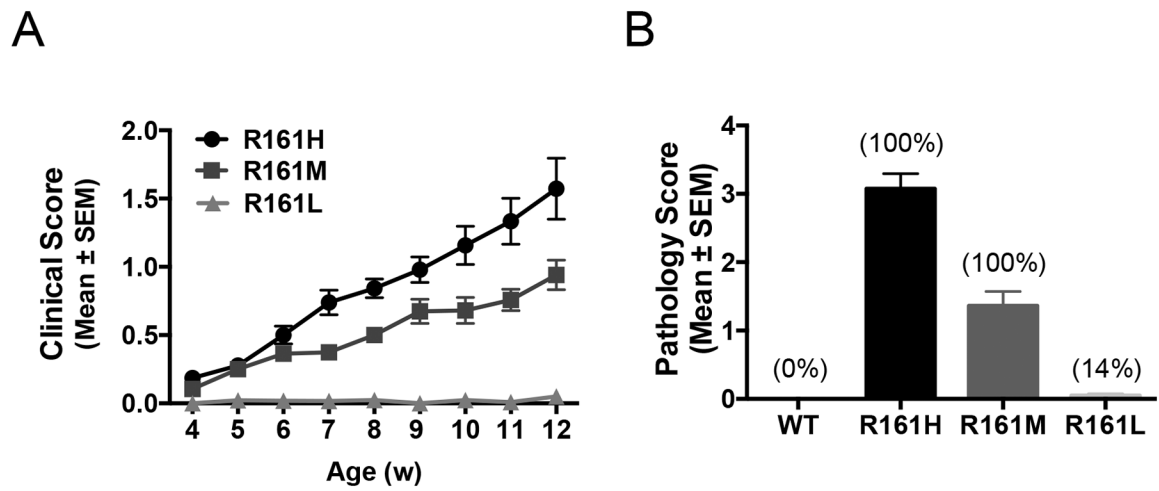 A
B
Clinical Score
(Mean ± SEM)
2.0
1.5
1.0
0.5
0.0
R161H
R161M
R161L
4 5 6 7 8 9 10 11 12
Age (w)
Pathology Score
(Mean ± SEM)
4
3
2
1
0
(0%)
(100%)
(100%)
(14%)
WT R161H R161M R161L